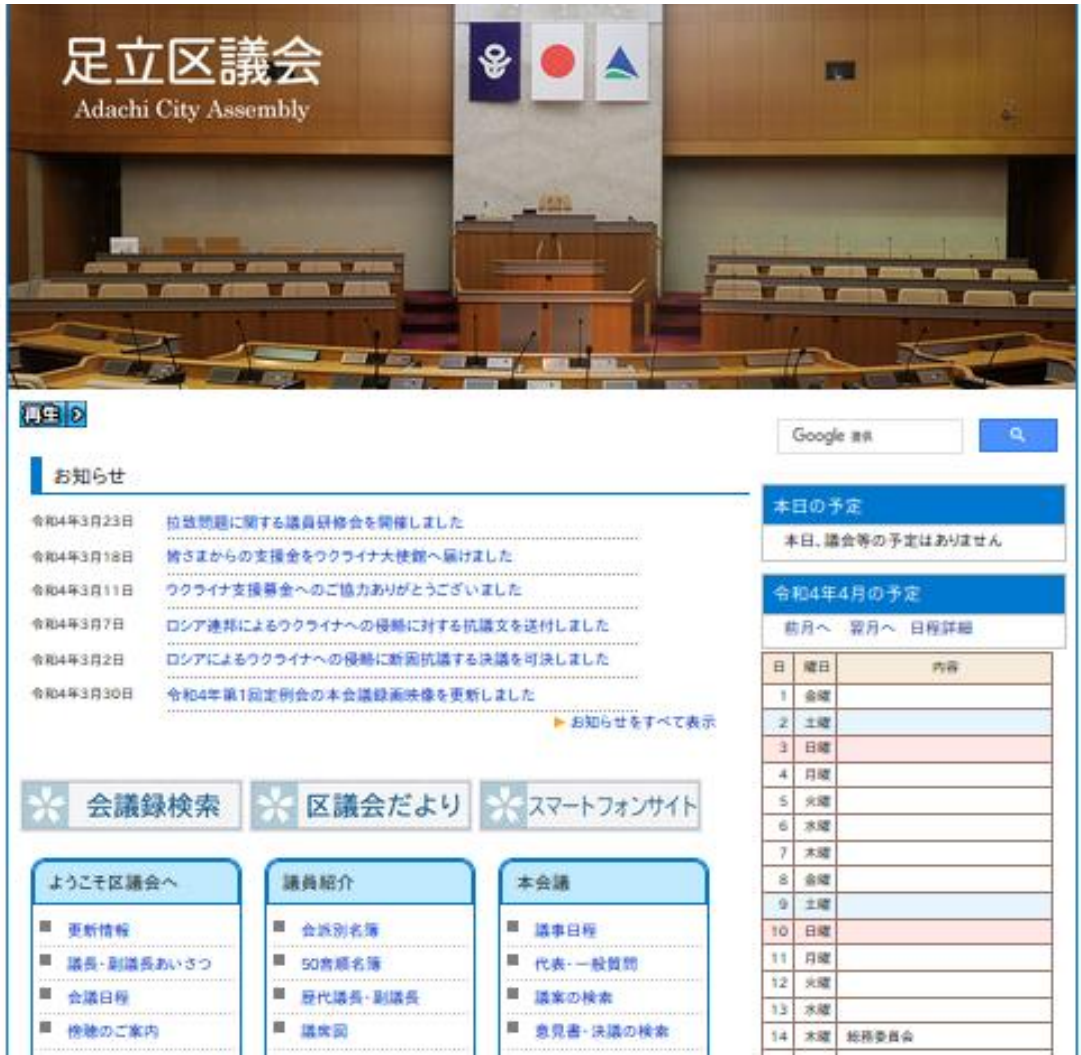 足立区議会
Adachi City Assembly
再生
Google 提供
お知らせ
令和4年3月23日 拉致問題に関する議員研修会を開催しました
令和4年3月18日 皆さまからの支援金をウクライナ大使館へ届けました
令和4年3月11日 ウクライナ支援募金へのご協力ありがとうございました
令和4年3月7日 ロシア連邦によるウクライナへの侵略に対する抗議文を送付しました
令和4年3月2日 ロシアによるウクライナへの侵略に断固抗議する決議を可決しました
令和4年3月30日 令和4年第1回定例会の本会議録画映像を更新しました
お知らせをすべて表示
会議録検索 区議会だより スマートフォンサイト
ようこそ区議会へ
更新情報
議長・副議長あいさつ
会議日程
傍聴のご案内
議員紹介
会派別名簿
50音順名簿
歴代議長・副議長
議席図
本会議
議事日程
代表・一般質問
議案の検索
意見書・決議の検索
本日の予定
本日、議会等の予定はありません
令和4年4月の予定
前月へ 翌月へ 日程詳細
日 曜日 内容
1 金曜
2 土曜
3 日曜
4 月曜
5 火曜
6 水曜
7 木曜
8 金曜
9 土曜
10 日曜
11 月曜
12 火曜
13 水曜
14 木曜 総務委員会